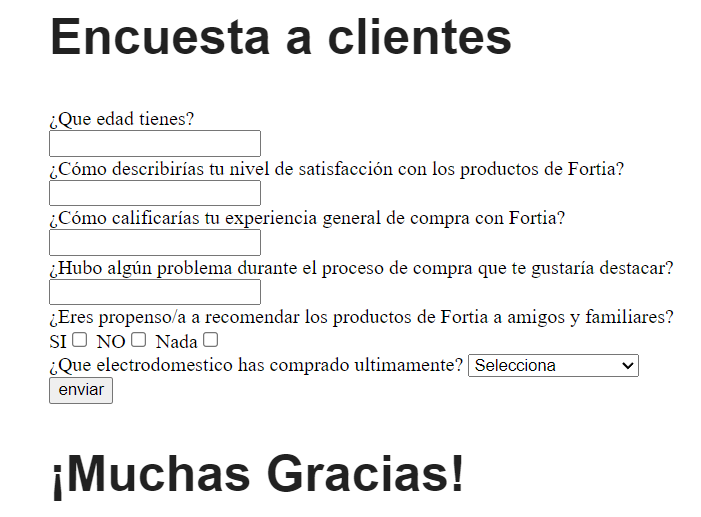 Encuesta a clientes
¿Que edad tienes?
¿Cómo describirías tu nivel de satisfacción con los productos de Fortia?
¿Cómo calificarías tu experiencia general de compra con Fortia?
¿Hubo algún problema durante el proceso de compra que te gustaría destacar?
¿Eres propenso/a a recomendar los productos de Fortia a amigos y familiares?
SI NO Nada
¿Que electrodomestico has comprado ultimamente? Selecciona
enviar
¡Muchas Gracias!